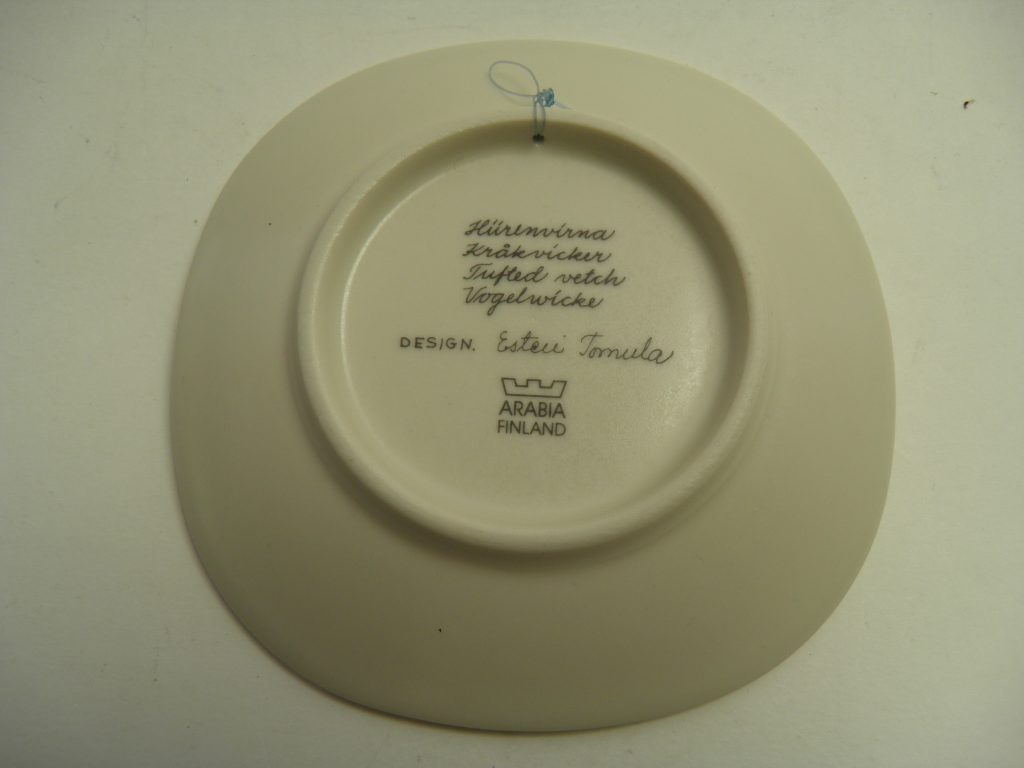 Hiirenvirna
Kråkvicker
Tufted vetch
Vogelwicke
DESIGN. Esteri Tomula
ARABIA
FINLAND